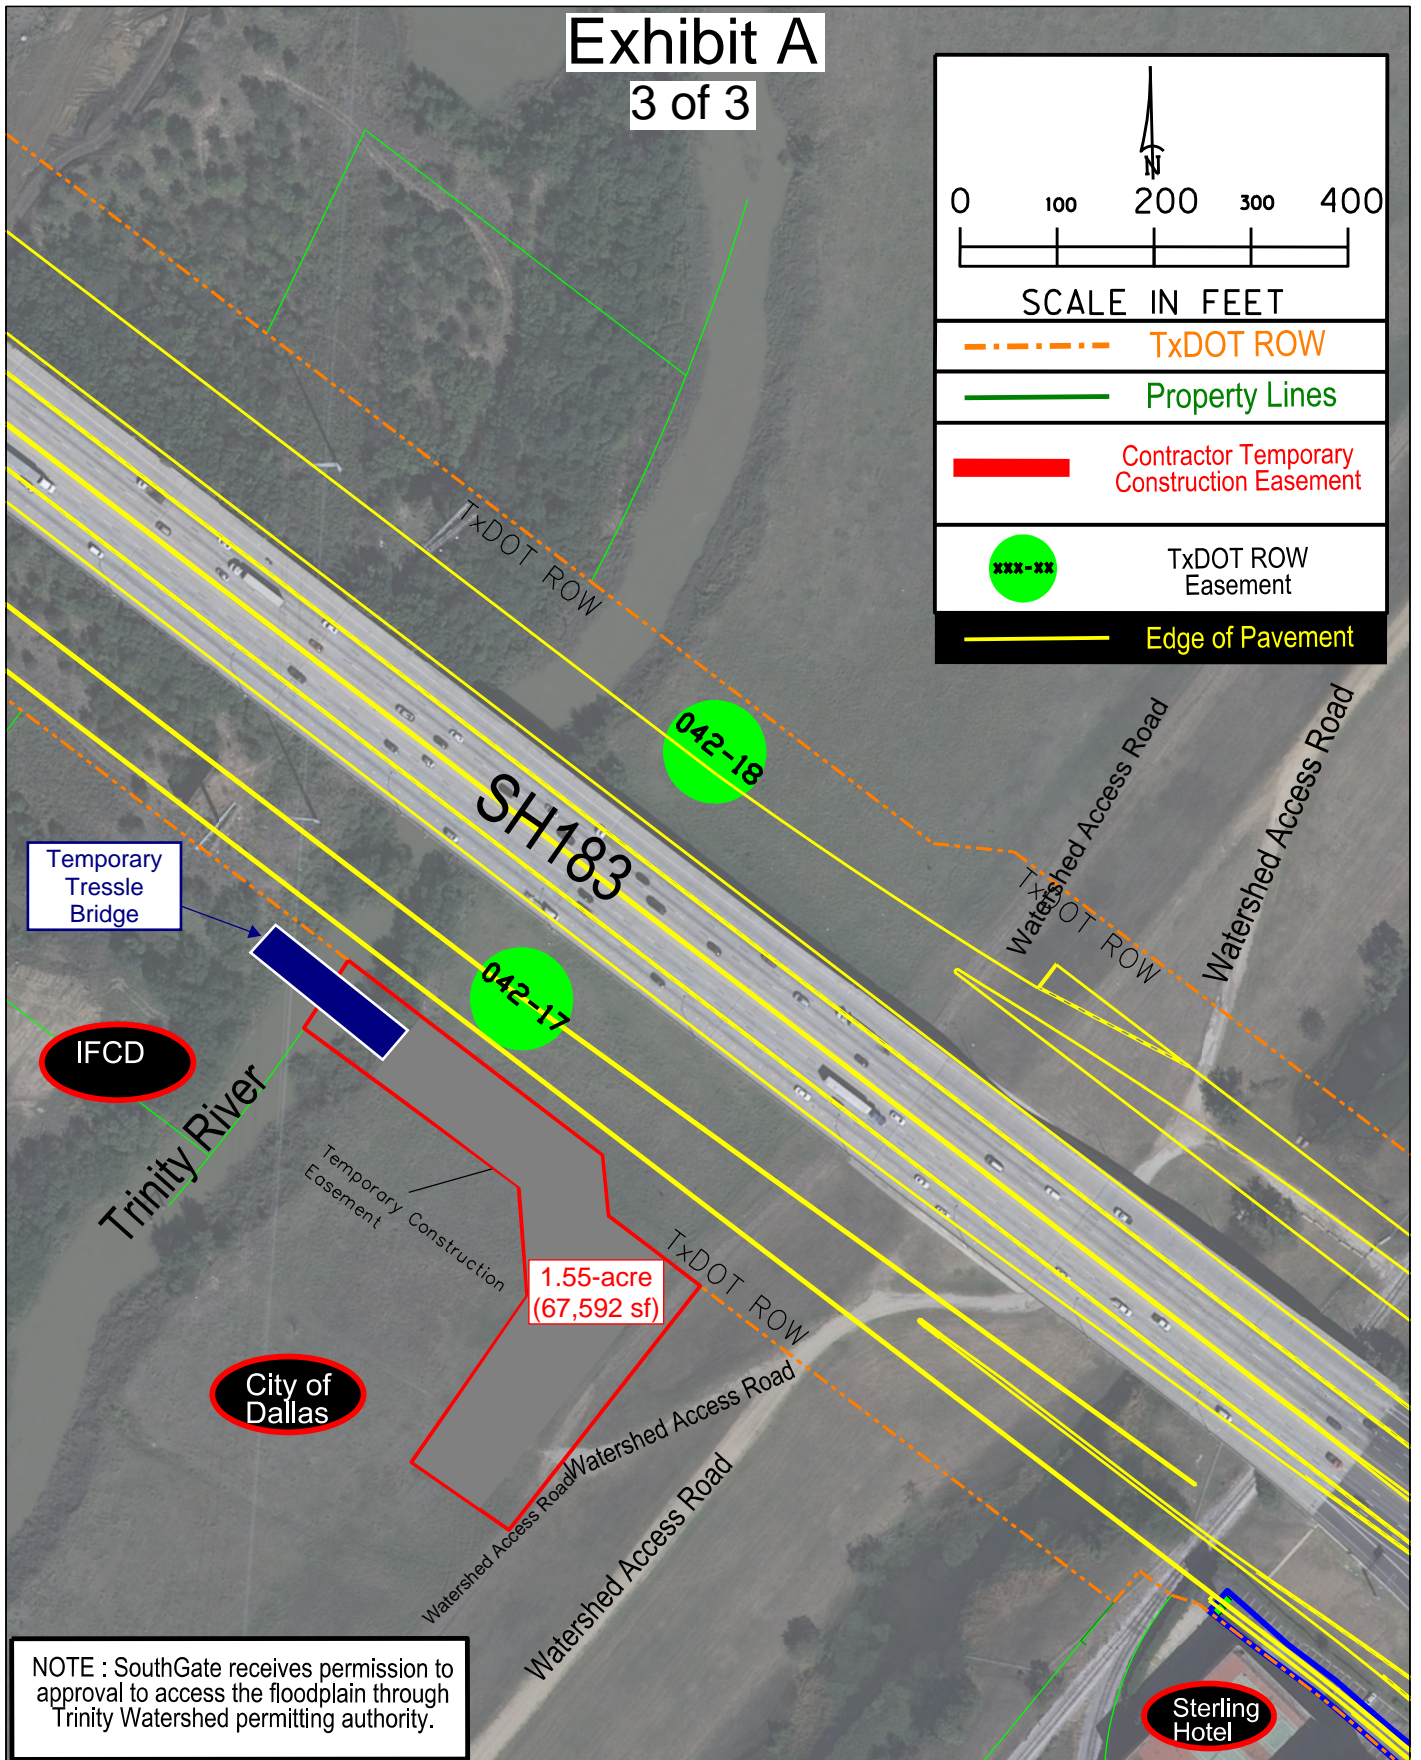 Exhibit A
3 of 3
N
0 100 200 300 400
SCALE IN FEET
TxDOT ROW
Property Lines
Contractor Temporary
Construction Easement
xxx-xx
TxDOT ROW
Easement
Edge of Pavement
TxDOT ROW
042-18
Watershed Access Road
Watershed Access Road
TxDOT ROW
SH183
Temporary
Tressle
Bridge
042-17
IFCD
Trinity River
Temporary Construction
Easement
1.55-acre
(67,592 sf)
TxDOT ROW
City of
Dallas
Watershed Access Road
Watershed Access Road
Watershed Access Road
NOTE : SouthGate receives permission to
approval to access the floodplain through
Trinity Watershed permitting authority.
Sterling
Hotel